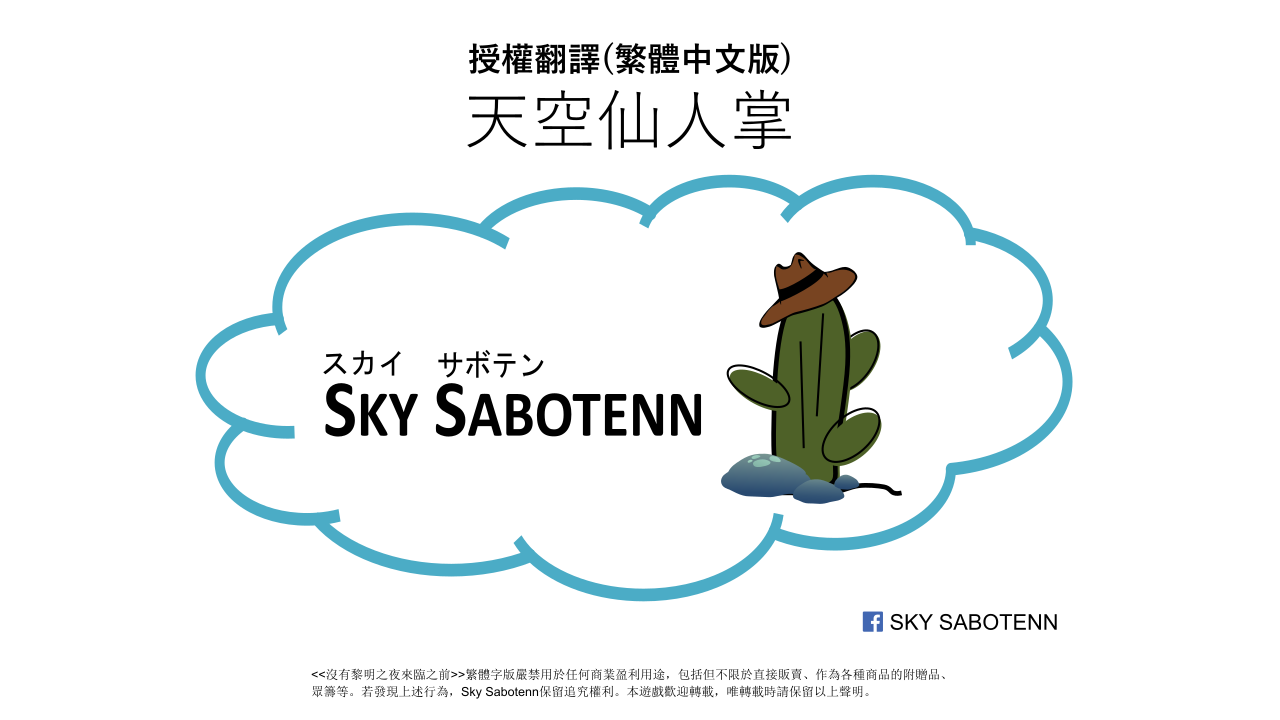 授權翻譯(繁體中文版)
天空仙人掌
スカイ サボテン
SKY SABOTENN
SKY SABOTENN
<<沒有黎明之夜來臨之前>>繁體字版嚴禁用於任何商業盈利用途，包括但不限於直接販賣、作為各種商品的附贈品、
眾籌等。若發現上述行為，Sky Sabotenn保留追究權利。本遊戲歡迎轉載，唯轉載時請保留以上聲明。